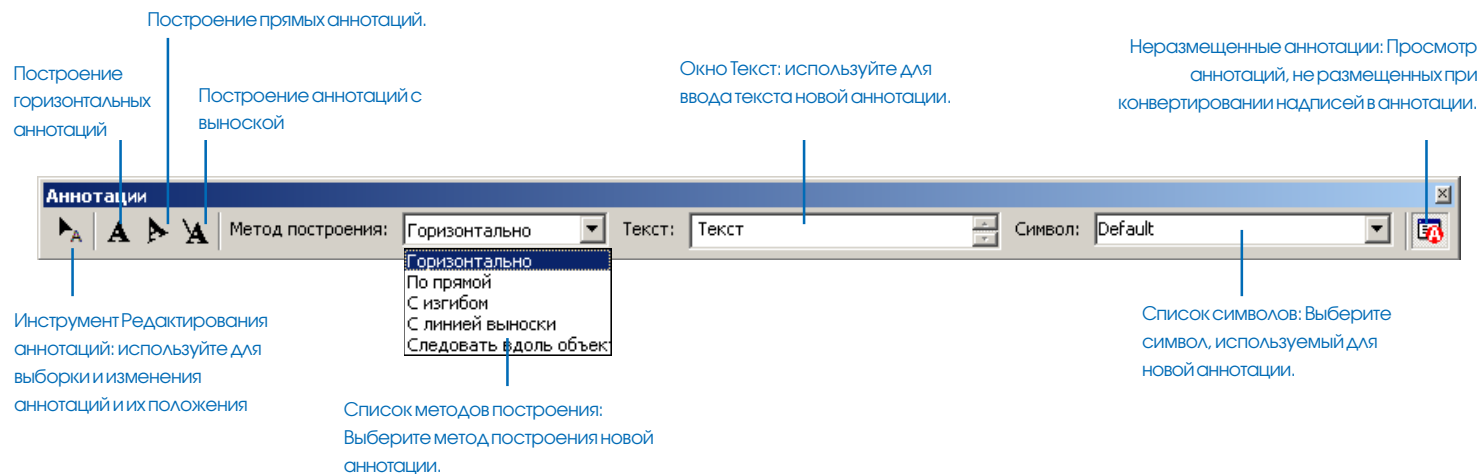 Построение прямых аннотаций.
Построение
горизонтальных
аннотаций
Построение аннотаций с
выноской
Окно Текст: используйте для
ввода текста новой аннотации.
Неразмещенные аннотации: Просмотр
аннотаций, не размещенных при
конвертировании надписей в аннотации.
Аннотации
Метод построения: Горизонтально Текст: Текст Символ: Default
Горизонтально
По прямой
С изгибом
С линией выноски
Следовать вдоль объек
Инструмент Редактирования
аннотаций: используйте для
выборки и изменения
аннотаций и их положения
Список методов построения:
Выберите метод построения новой
аннотации.
Список символов: Выберите
символ, используемый для
новой аннотации.